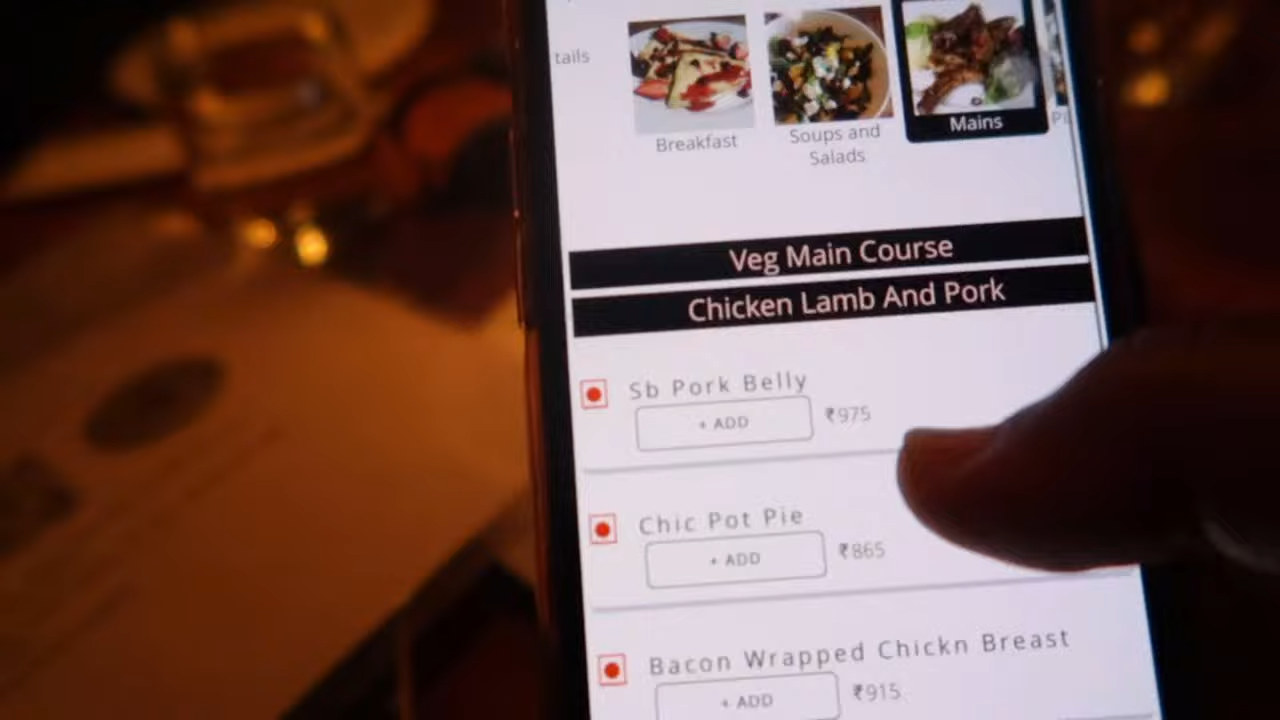 tails
Breakfast
Soups and
Salads
Mains
Veg Main Course
Chicken Lamb And Pork
Sb Pork Belly
+ ADD ₹975
Chic Pot Pie
+ ADD ₹865
Bacon Wrapped Chickn Breast
+ ADD ₹915